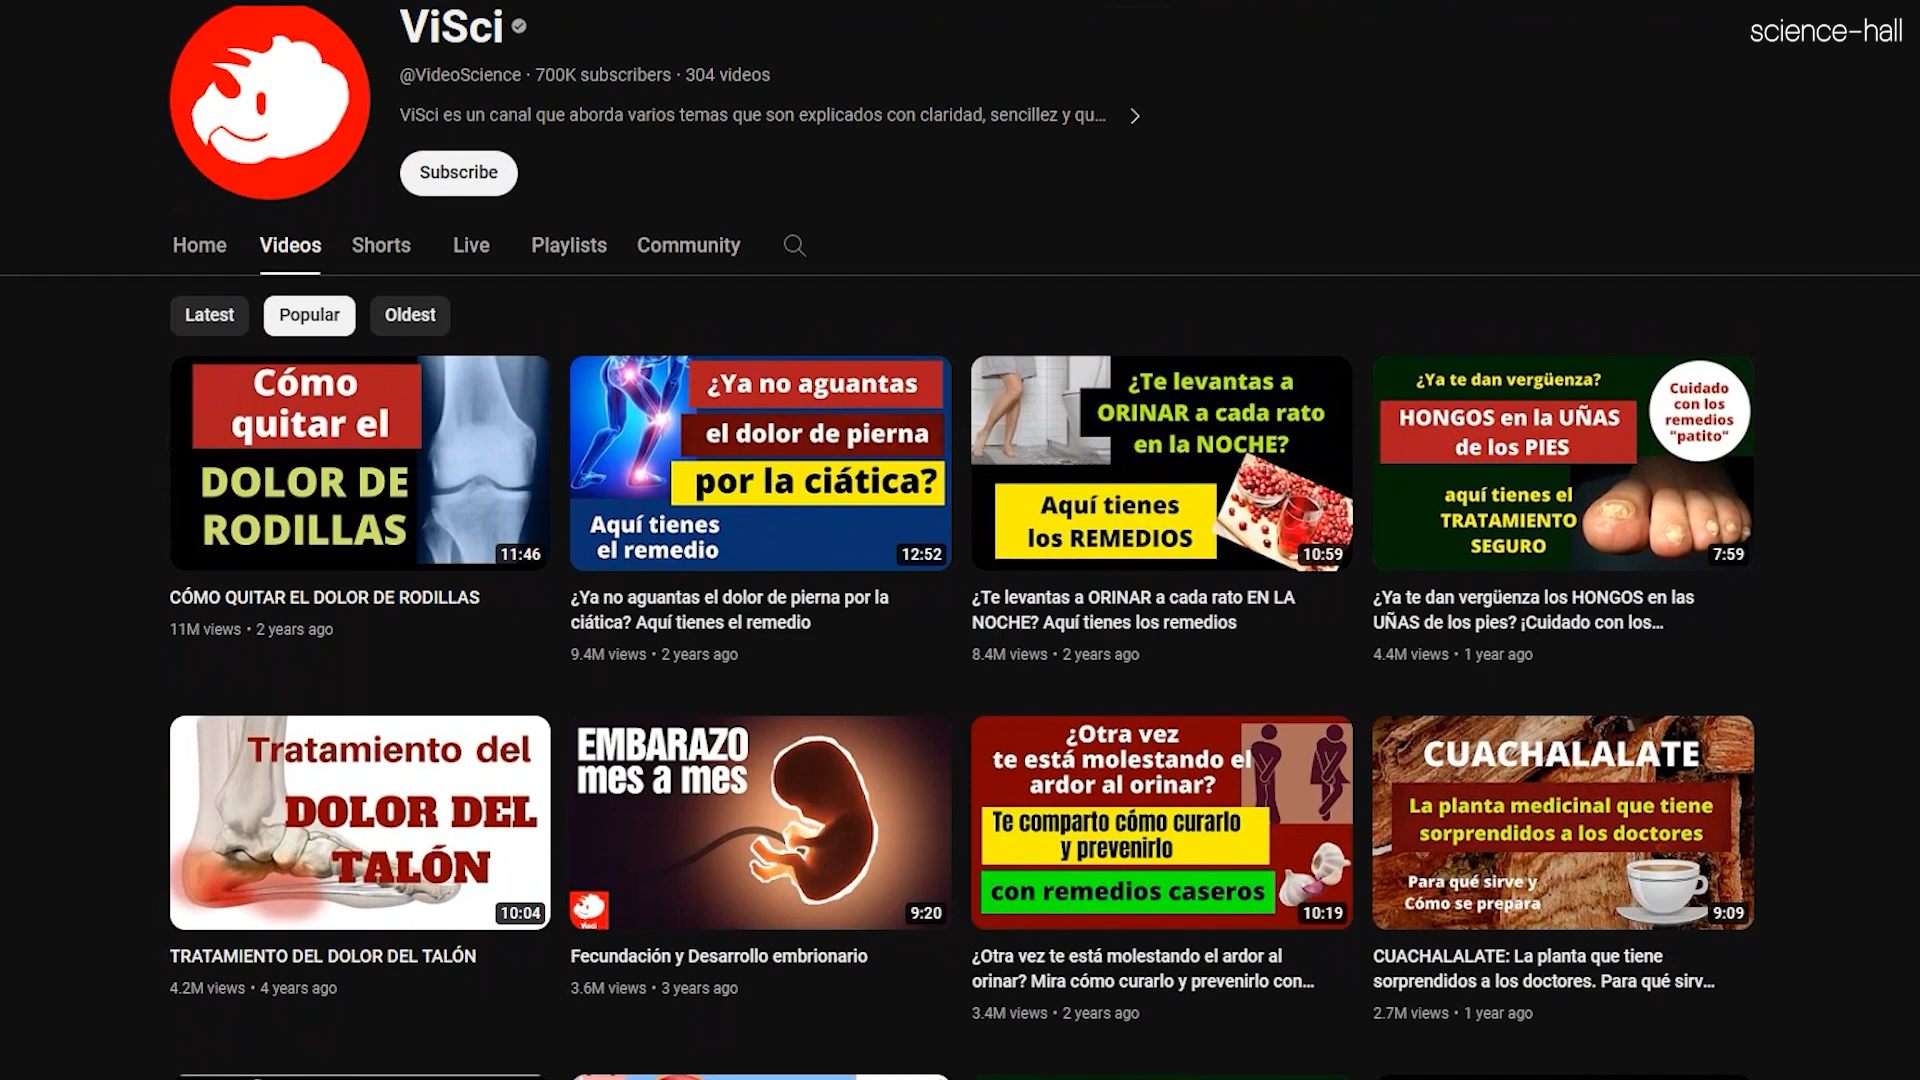 ViSci
science-hall
@VideoScience · 700K subscribers · 304 videos
ViSci es un canal que aborda varios temas que son explicados con claridad, sencillez y qu...
Subscribe
Home Videos Shorts Live Playlists Community
Latest Popular Oldest
Cómo
quitar el
DOLOR DE
RODILLAS
11:46
¿Ya no aguantas
el dolor de pierna
por la ciática?
Aquí tienes
el remedio
12:52
¿Te levantas a
ORINAR a cada rato
en la NOCHE?
Aquí tienes
los REMEDIOS
10:59
¿Ya te dan vergüenza?
HONGOS en la UÑAS
de los PIES
Cuidado
con los
remedios
"patito"
aquí tienes el
TRATAMIENTO
SEGURO
7:59
CÓMO QUITAR EL DOLOR DE RODILLAS
11M views · 2 years ago
¿Ya no aguantas el dolor de pierna por la
ciática? Aquí tienes el remedio
9.4M views · 2 years ago
¿Te levantas a ORINAR a cada rato EN LA
NOCHE? Aquí tienes los remedios
8.4M views · 2 years ago
¿Ya te dan vergüenza los HONGOS en las
UÑAS de los pies? ¡Cuidado con los...
4.4M views · 1 year ago
Tratamiento del
DOLOR DEL
TALÓN
10:04
EMBARAZO
mes a mes
ViSci
9:20
¿Otra vez
te está molestando el
ardor al orinar?
Te comparto cómo curarlo
y prevenirlo
con remedios caseros
10:19
CUACHALALATE
La planta medicinal que tiene
sorprendidos a los doctores
Para qué sirve y
Cómo se prepara
9:09
TRATAMIENTO DEL DOLOR DEL TALÓN
4.2M views · 4 years ago
Fecundación y Desarrollo embrionario
3.6M views · 3 years ago
¿Otra vez te está molestando el ardor al
orinar? Mira cómo curarlo y prevenirlo con...
3.4M views · 2 years ago
CUACHALALATE: La planta que tiene
sorprendidos a los doctores. Para qué sirv...
2.7M views · 1 year ago